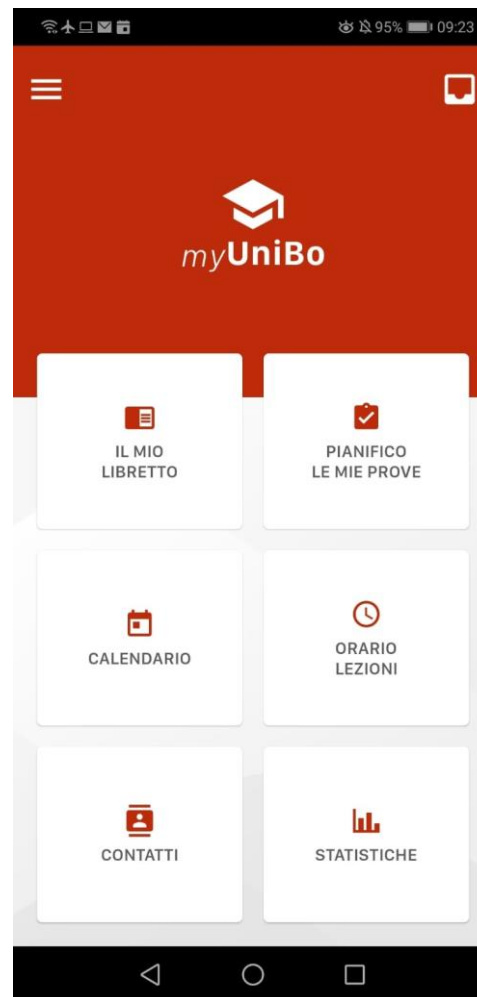 95% 09:23
myUniBo
IL MIO
LIBRETTO
PIANIFICO
LE MIE PROVE
CALENDARIO
ORARIO
LEZIONI
CONTATTI
STATISTICHE